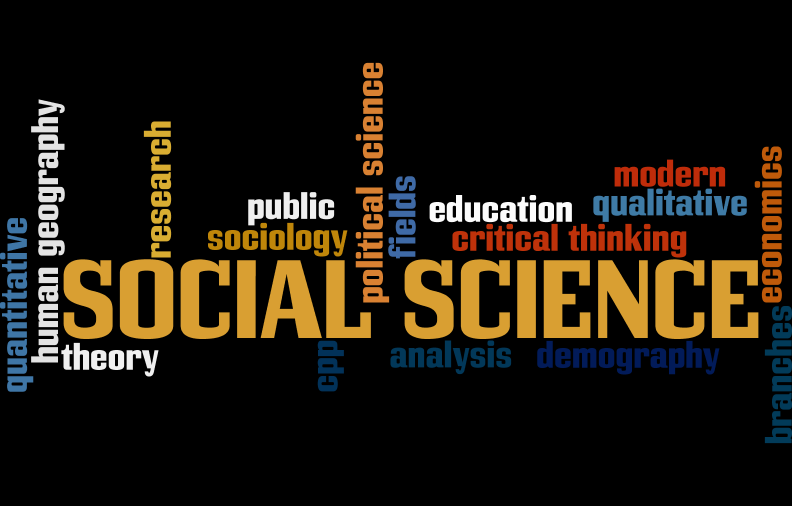 quantitative
human geography
research
public
sociology
political science
fields
education
modern
qualitative
critical thinking
economics
SOCIAL SCIENCE
theory
cpp
analysis
demography
branches